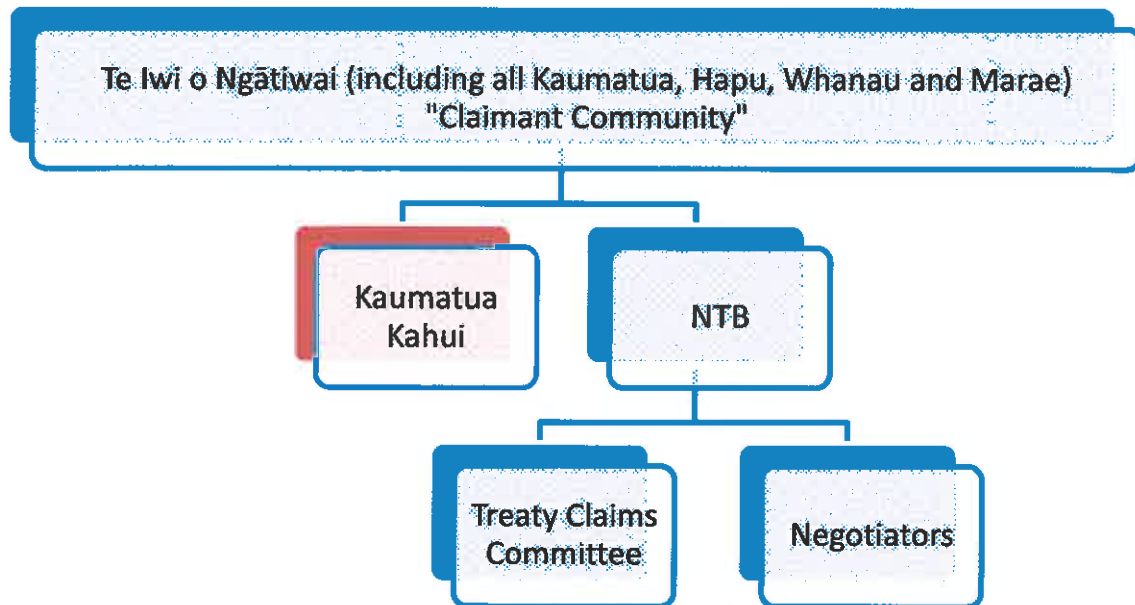 Te Iwi o Ngātiwai (including all Kaumatua, Hapu, Whanau and Marae)
"Claimant Community"
Kaumatua
Kahui
NTB
Treaty Claims
Committee
Negotiators